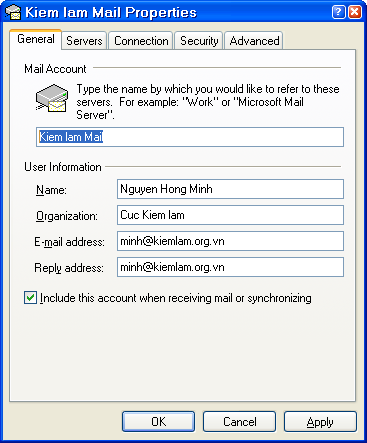 Kiem lam Mail Properties
General Servers Connection Security Advanced
Mail Account
Type the name by which you would like to refer to these
servers. For example: "Work" or "Microsoft Mail
Server".
Kiem lam Mail
User Information
Name: Nguyen Hong Minh
Organization: Cuc Kiem lam
E-mail address: minh@kiemlam.org.vn
Reply address: minh@kiemlam.org.vn
Include this account when receiving mail or synchronizing
OK Cancel Apply